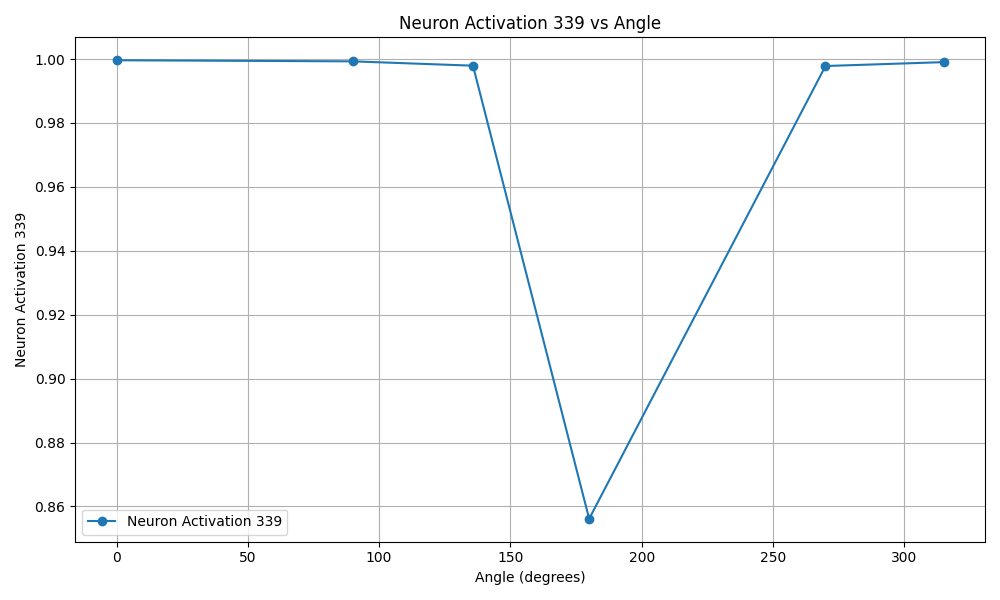 Neuron Activation 339 vs Angle
1.00
0.98
0.96
0.94
0.92
0.90
0.88
0.86
Neuron Activation 339
Neuron Activation 339
0 50 100 150 200 250 300
Angle (degrees)